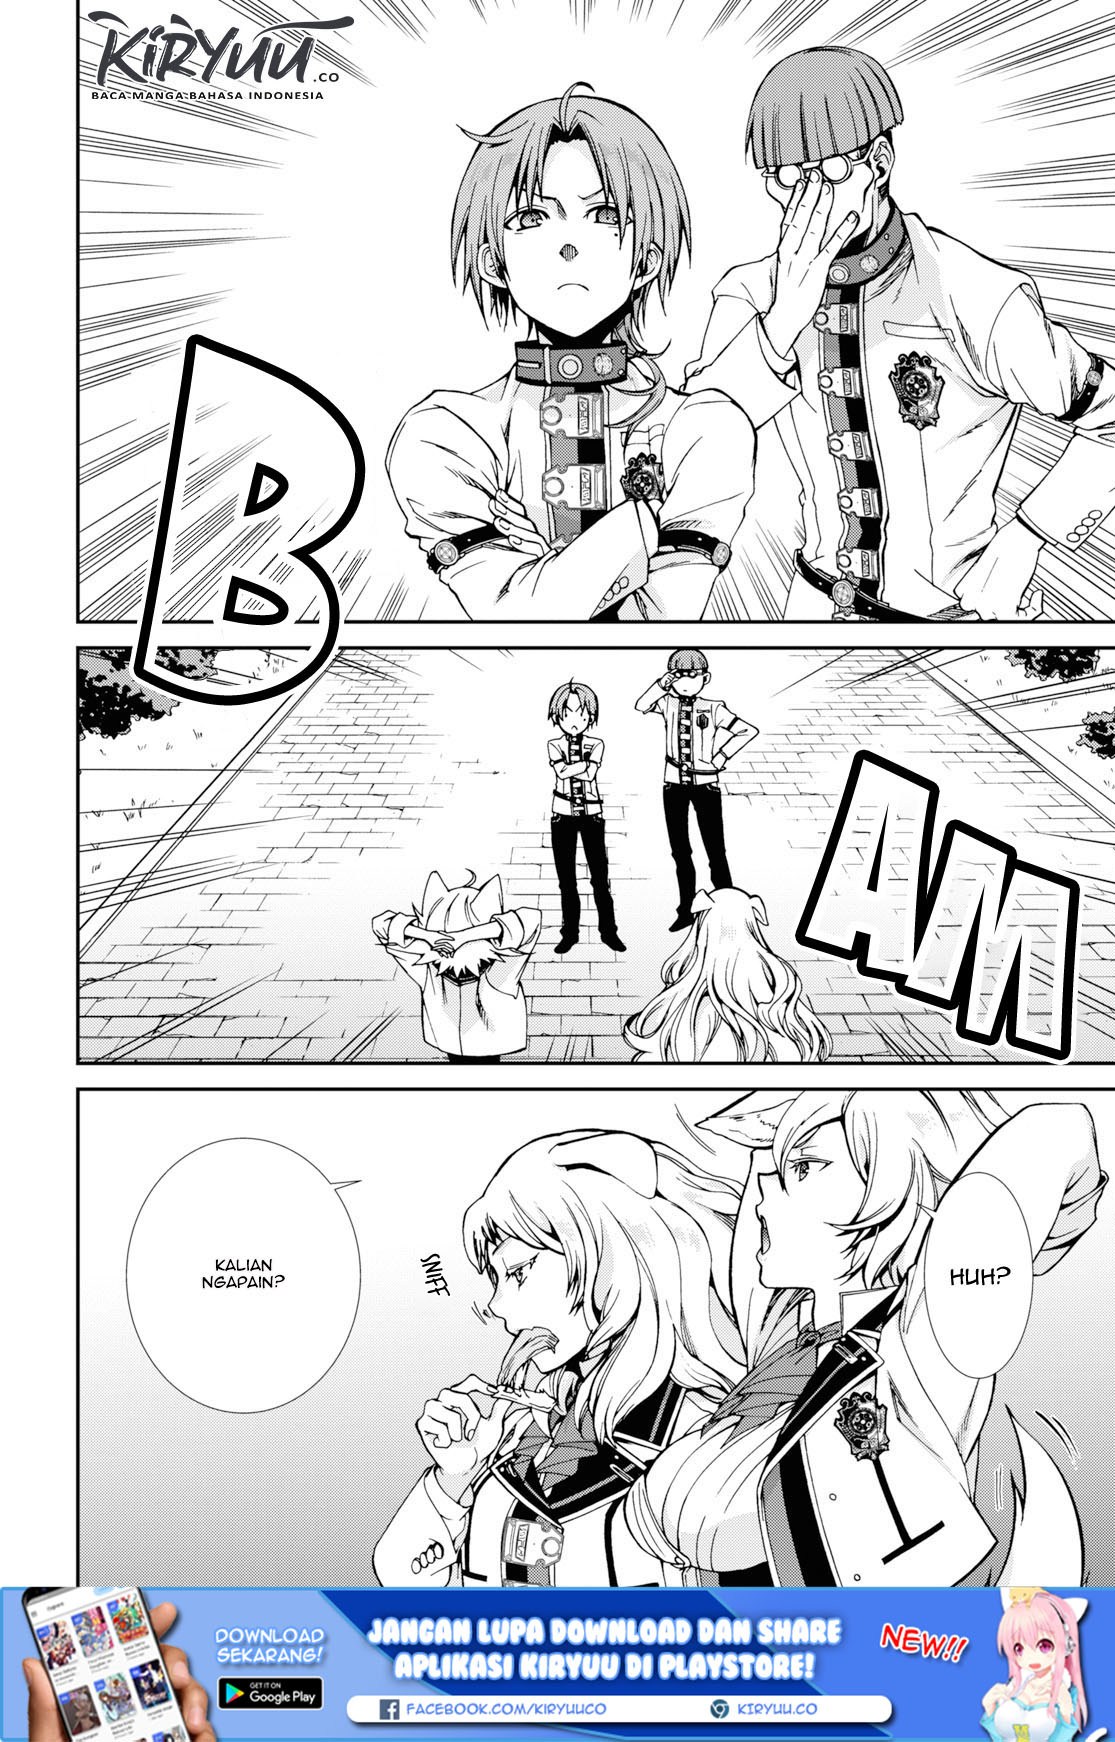 KIRYUU.CO
BACA MANGA BAHASA INDONESIA
B
AM
HUH?
SNIFF
KALIAN
NGAPAIN?
DOWNLOAD
SEKARANG!
GET IT ON
Google Play
JANGAN LUPA DOWNLOAD DAN SHARE
APLIKASI KIRYUU DI PLAYSTORE!
FACEBOOK.COM/KIRYUUCO
KIRYUU.CO
NEW!!